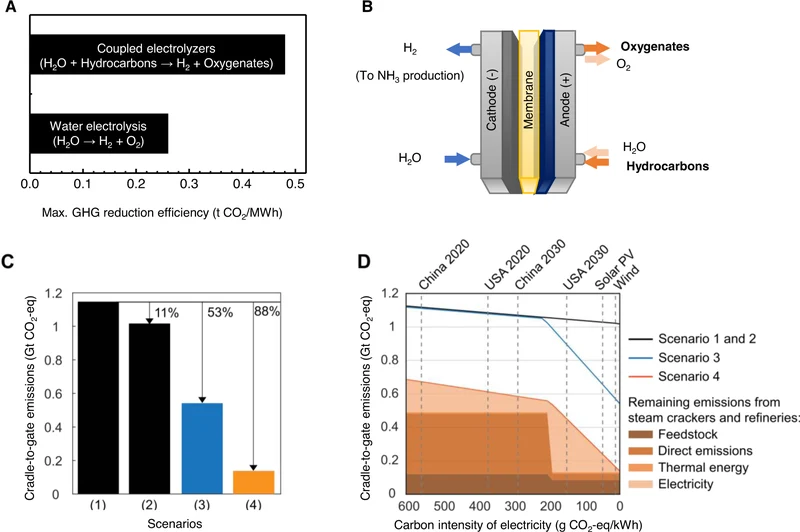 A
Coupled electrolyzers
(H₂O + Hydrocarbons → H₂ + Oxygenates)
Water electrolysis
(H₂O → H₂ + O₂)
0.0 0.1 0.2 0.3 0.4 0.5
Max. GHG reduction efficiency (t CO₂/MWh)
B
H₂
(To NH₃ production)
H₂O
Cathode (-)
Membrane
Anode (+)
Oxygenates
O₂
H₂O
Hydrocarbons
C
Cradle-to-gate emissions (Gt CO₂-eq)
1.2
1
0.8
0.6
0.4
0.2
0
11%
53%
88%
(1) (2) (3) (4)
Scenarios
D
China 2020
USA 2020
China 2030
USA 2030
Solar PV
Wind
Cradle-to-gate emissions (Gt CO₂-eq)
1.2
1
0.8
0.6
0.4
0.2
0
600 500 400 300 200 100 0
Carbon intensity of electricity (g CO₂-eq/kWh)
Scenario 1 and 2
Scenario 3
Scenario 4
Remaining emissions from
steam crackers and refineries:
Feedstock
Direct emissions
Thermal energy
Electricity